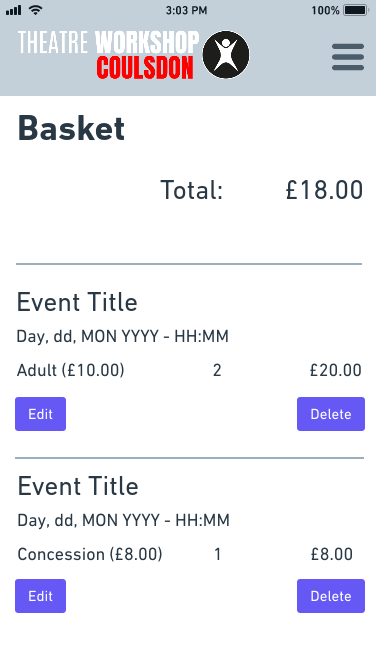 3:03 PM 100%
THEATRE WORKSHOP
COULSDON
Basket
Total: £18.00
Event Title
Day, dd, MON YYYY - HH:MM
Adult (£10.00) 2 £20.00
Edit Delete
Event Title
Day, dd, MON YYYY - HH:MM
Concession (£8.00) 1 £8.00
Edit Delete